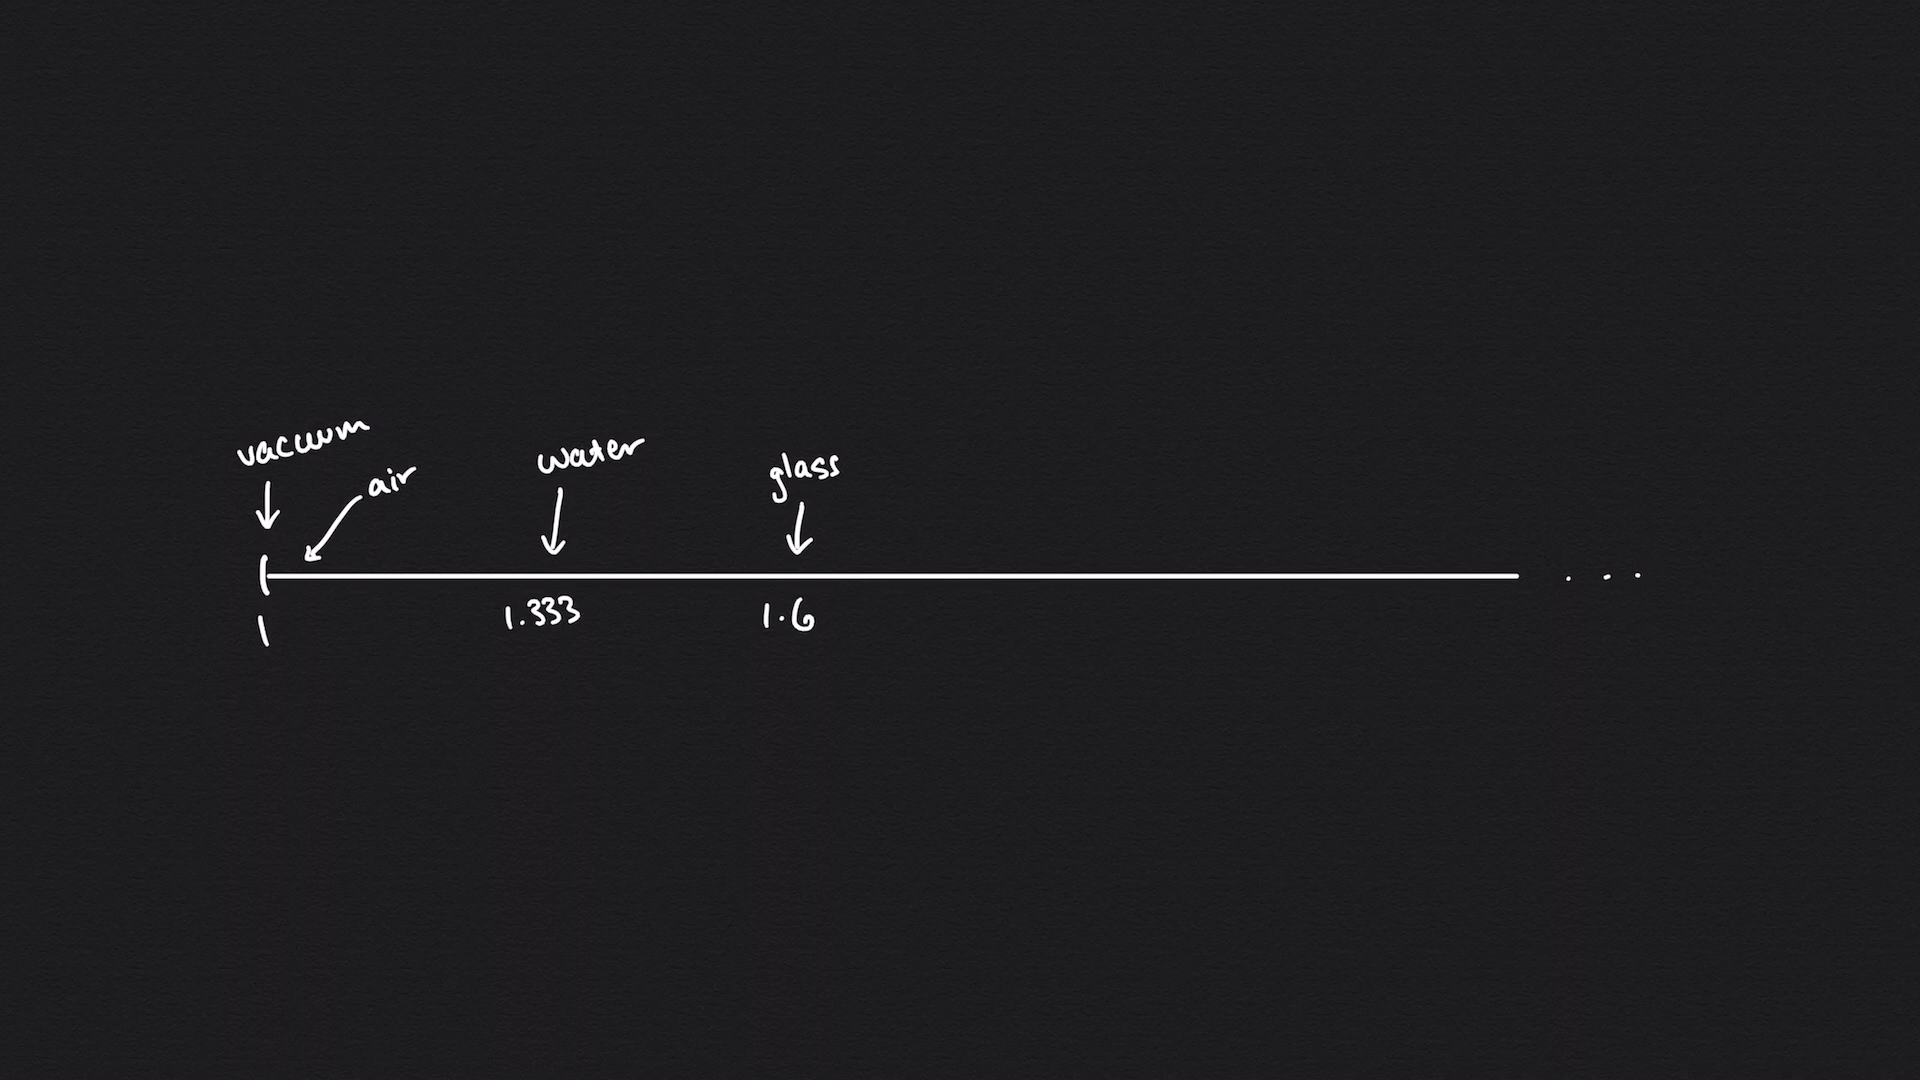 vacuum
air
water
glass
1
1.333
1.6
. . .